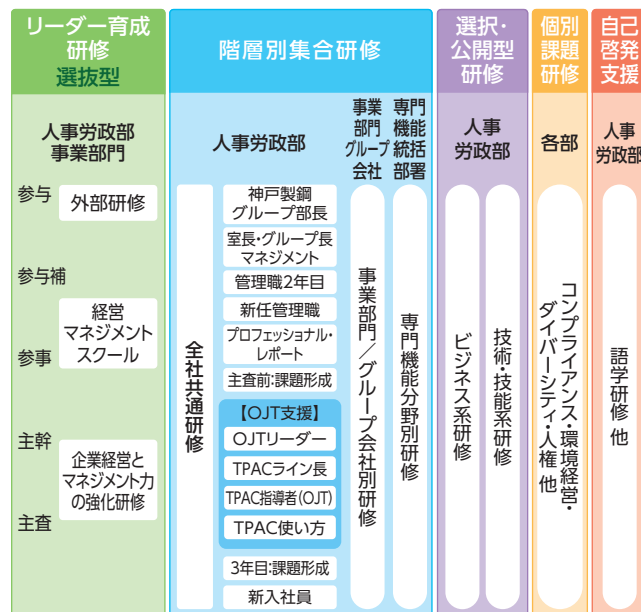 リーダー育成
研修
選抜型
階層別集合研修
選択・
公開型
研修
個別
課題
研修
自己
啓発
支援
人事労政部
事業部門
人事労政部
事業
部門
グループ
会社
専門
機能
統括
部署
人事
労政部
各部
人事
労政部
参与
参与補
参事
主幹
主査
外部研修
経営
マネジメント
スクール
企業経営と
マネジメント力
の強化研修
全社共通研修
神戸製鋼
グループ部長
室長・グループ長
マネジメント
管理職2年目
新任管理職
プロフェッショナル・
レポート
主査前:課題形成
【OJT支援】
OJTリーダー
TPACライン長
TPAC指導者(OJT)
TPAC使い方
3年目:課題形成
新入社員
事業部門／グループ会社別研修
専門機能分野別研修
ビジネス系研修
技術・技能系研修
コンプライアンス・環境経営・
ダイバーシティ・人権 他
語学研修 他